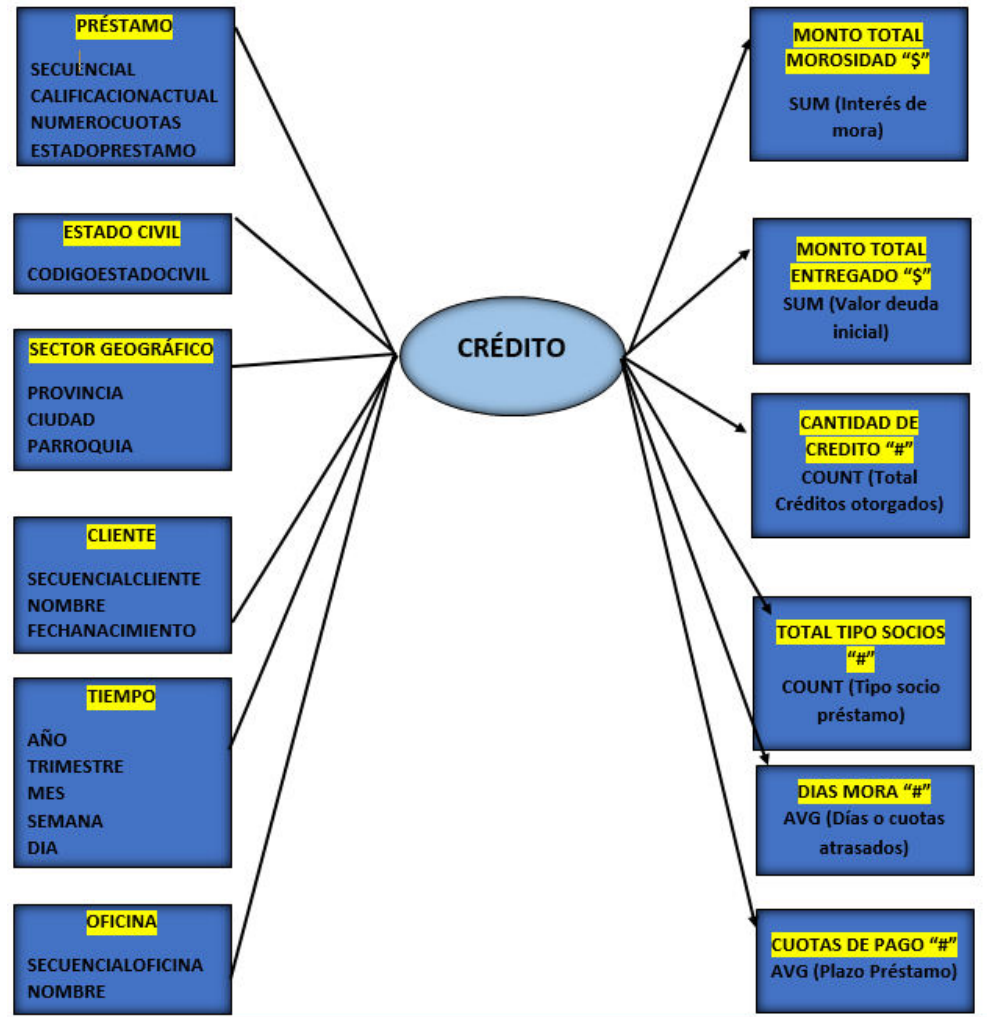 PRÉSTAMO
SECUENCIAL
CALIFICACIONACTUAL
NUMEROCUOTAS
ESTADOPRESTAMO
ESTADO CIVIL
CODIGOESTADOCIVIL
SECTOR GEOGRÁFICO
PROVINCIA
CIUDAD
PARROQUIA
CLIENTE
SECUENCIALCLIENTE
NOMBRE
FECHANACIMIENTO
TIEMPO
AÑO
TRIMESTRE
MES
SEMANA
DIA
OFICINA
SECUENCIALOFICINA
NOMBRE
CRÉDITO
MONTO TOTAL
MOROSIDAD “$”
SUM (Interés de
mora)
MONTO TOTAL
ENTREGADO “$”
SUM (Valor deuda
inicial)
CANTIDAD DE
CREDITO “#”
COUNT (Total
Créditos otorgados)
TOTAL TIPO SOCIOS
“#”
COUNT (Tipo socio
préstamo)
DIAS MORA “#”
AVG (Días o cuotas
atrasados)
CUOTAS DE PAGO “#”
AVG (Plazo Préstamo)